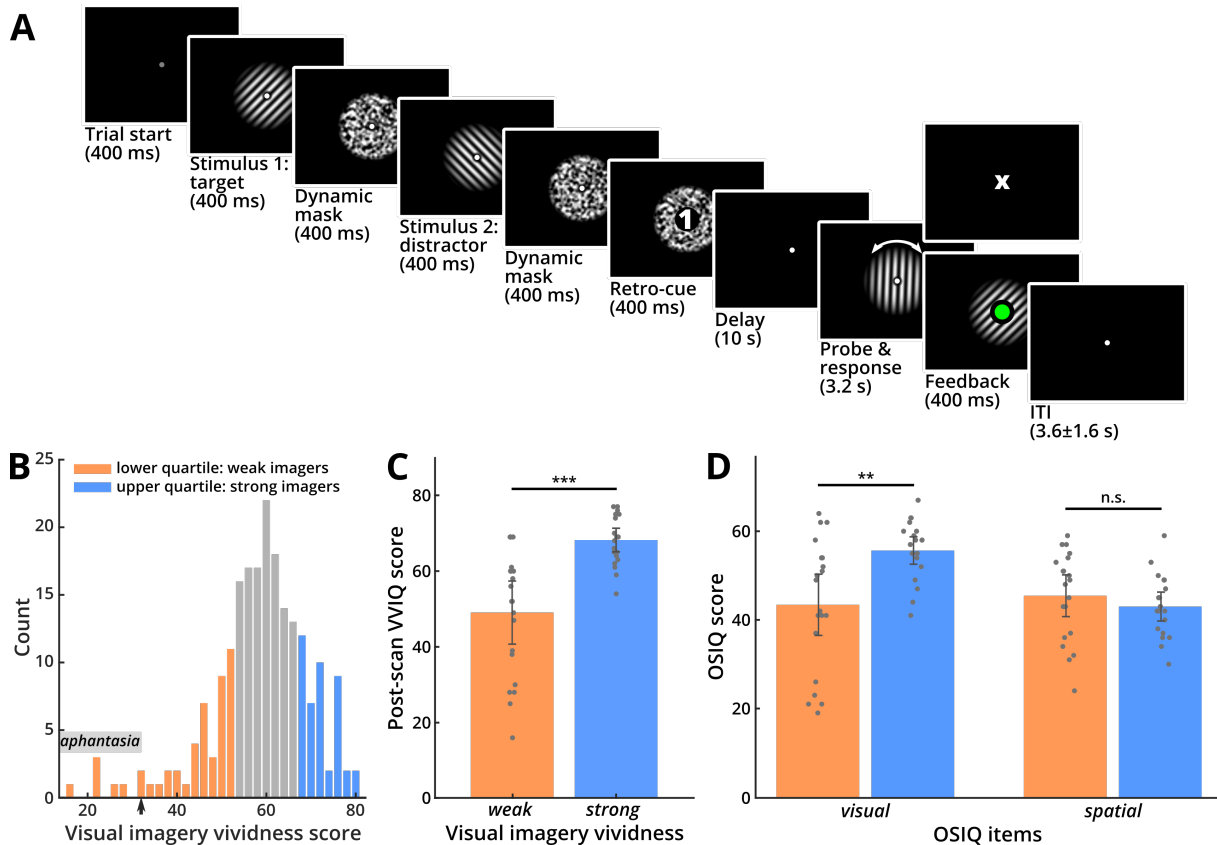 A
Trial start
(400 ms)
Stimulus 1:
target
(400 ms)
Dynamic
mask
(400 ms)
Stimulus 2:
distractor
(400 ms)
Dynamic
mask
(400 ms)
1
Retro-cue
(400 ms)
Delay
(10 s)
Probe &
response
(3.2 s)
x
Feedback
(400 ms)
ITI
(3.6±1.6 s)
B
lower quartile: weak imagers
upper quartile: strong imagers
Count
25
20
15
10
5
0
aphantasia
20 40 60 80
Visual imagery vividness score
C
***
Post-scan VVIQ score
80
60
40
20
0
weak strong
Visual imagery vividness
D
**
n.s.
OSIQ score
60
40
20
0
visual spatial
OSIQ items